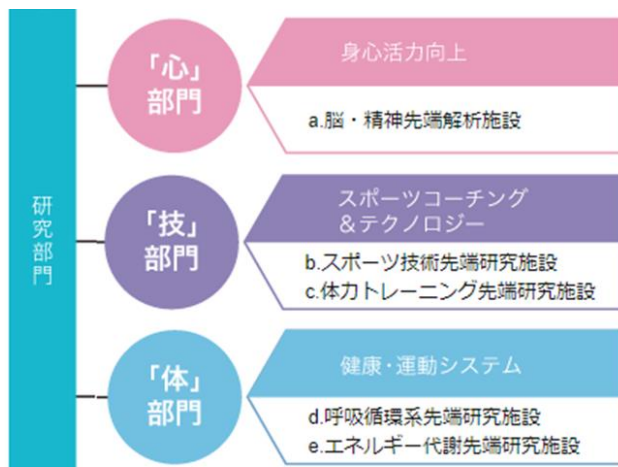 研究部門
「心」
部門
身心活力向上
a.脳・精神先端解析施設
「技」
部門
スポーツコーチング
&テクノロジー
b.スポーツ技術先端研究施設
c.体力トレーニング先端研究施設
「体」
部門
健康・運動システム
d.呼吸循環系先端研究施設
e.エネルギー代謝先端研究施設